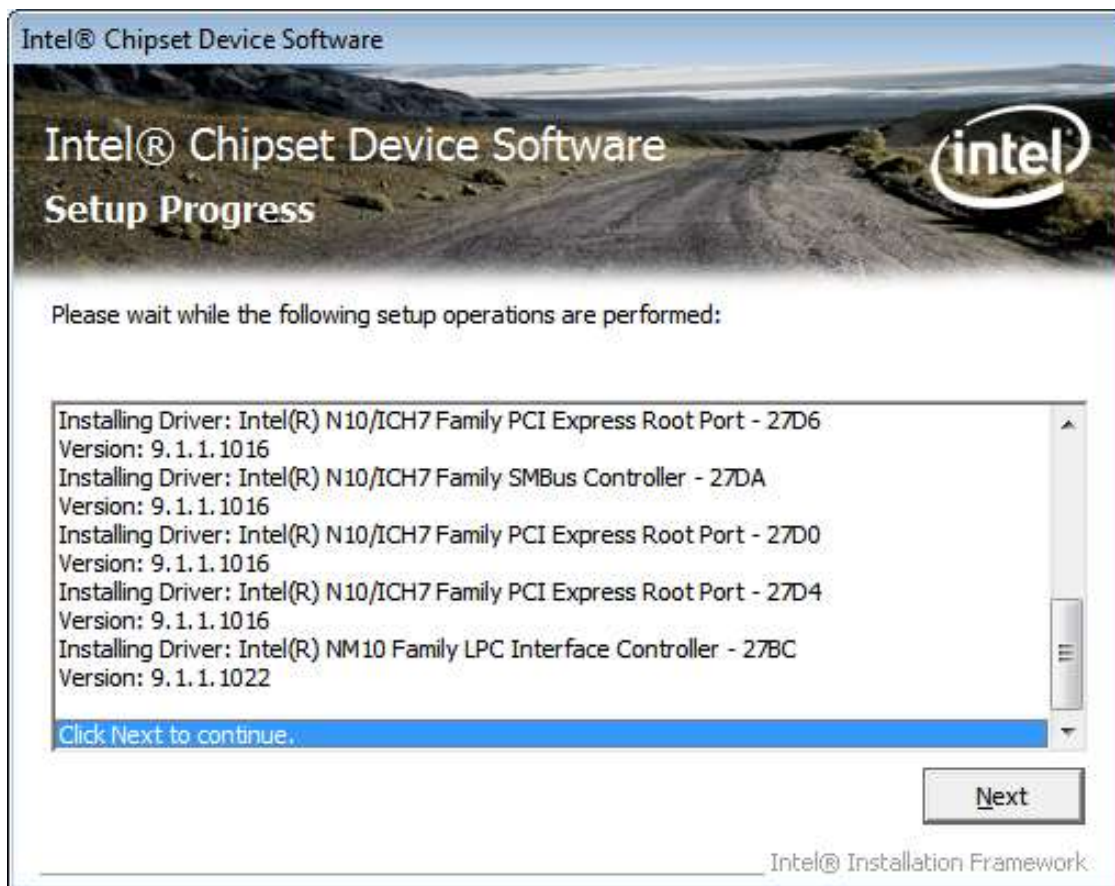 Intel® Chipset Device Software
Intel® Chipset Device Software
intel
Setup Progress
Please wait while the following setup operations are performed:
Installing Driver: Intel(R) N10/ICH7 Family PCI Express Root Port - 27D6
Version: 9.1.1.1016
Installing Driver: Intel(R) N10/ICH7 Family SMBus Controller - 27DA
Version: 9.1.1.1016
Installing Driver: Intel(R) N10/ICH7 Family PCI Express Root Port - 27D0
Version: 9.1.1.1016
Installing Driver: Intel(R) N10/ICH7 Family PCI Express Root Port - 27D4
Version: 9.1.1.1016
Installing Driver: Intel(R) NM10 Family LPC Interface Controller - 27BC
Version: 9.1.1.1022
Click Next to continue.
Next
Intel® Installation Framework